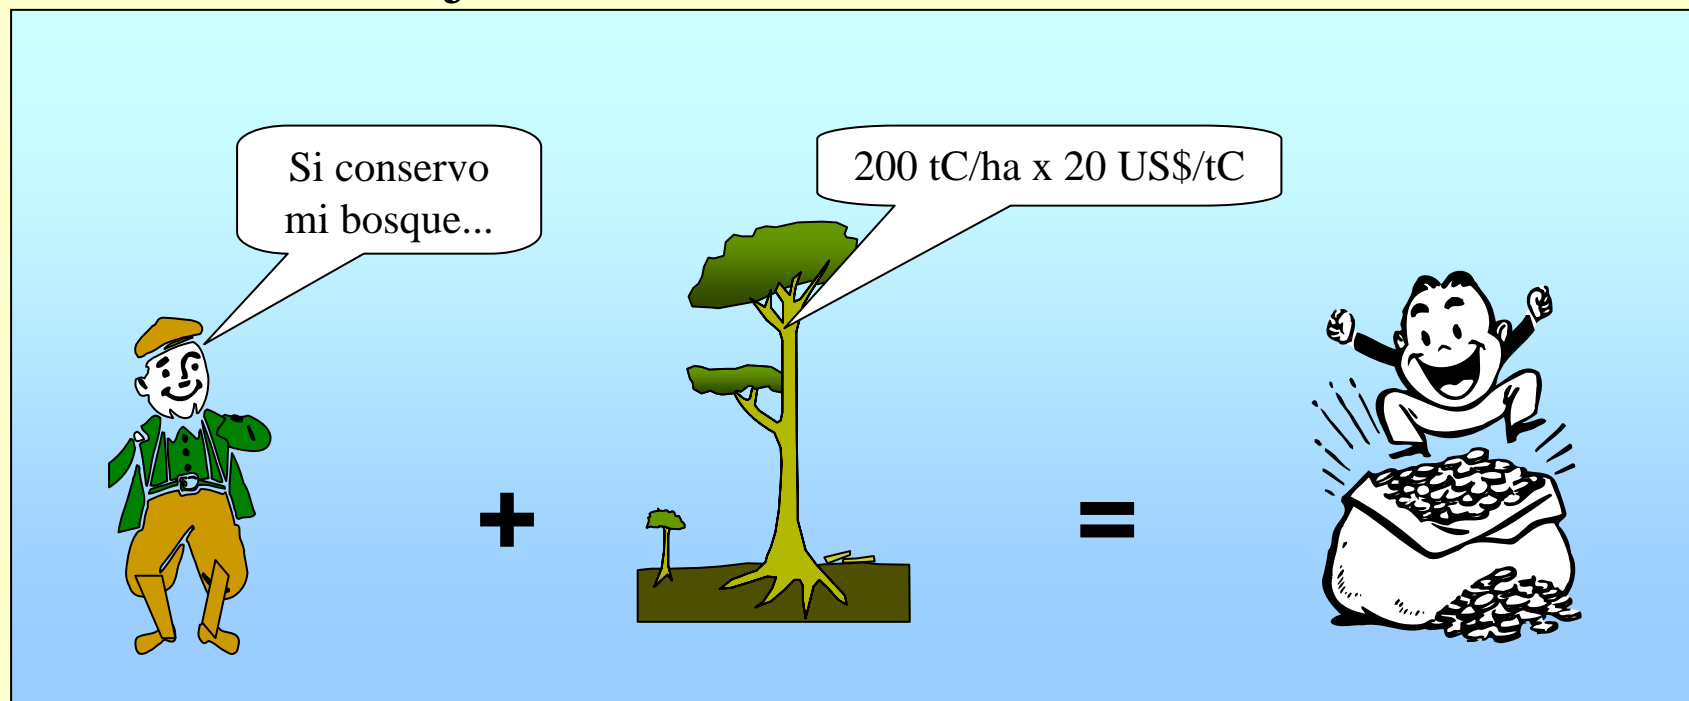 Si conservo
mi bosque...
200 tC/ha x 20 US$/tC
+
=